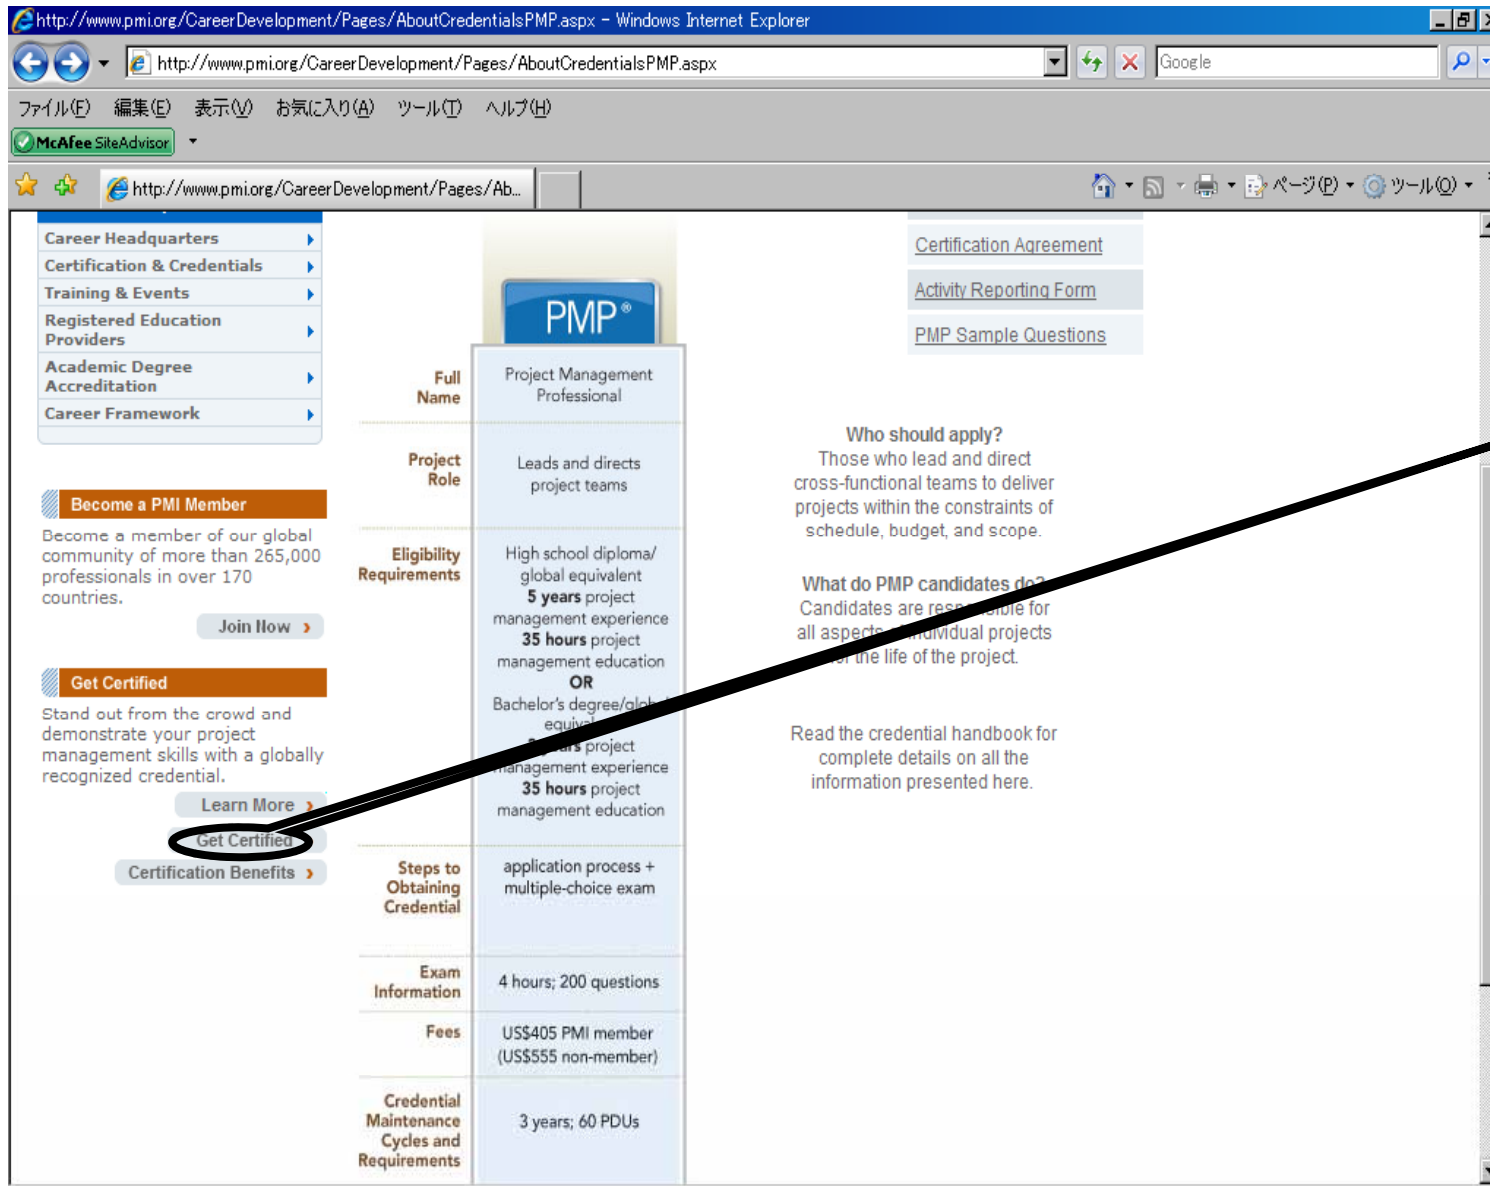 http://www.pmi.org/CareerDevelopment/Pages/AboutCredentialsPMP.aspx - Windows Internet Explorer
http://www.pmi.org/CareerDevelopment/Pages/AboutCredentialsPMP.aspx
Google
ファイル(F) 編集(E) 表示(V) お気に入り(A) ツール(T) ヘルプ(H)
McAfee SiteAdvisor
http://www.pmi.org/CareerDevelopment/Pages/Ab...
ページ(P) ツール(O)
Career Headquarters
Certification & Credentials
Training & Events
Registered Education
Providers
Academic Degree
Accreditation
Career Framework
Become a PMI Member
Become a member of our global
community of more than 265,000
professionals in over 170
countries.
Join Now
Get Certified
Stand out from the crowd and
demonstrate your project
management skills with a globally
recognized credential.
Learn More
Get Certified
Certification Benefits
PMP®
Full
Name
Project Management
Professional
Project
Role
Leads and directs
project teams
Eligibility
Requirements
High school diploma/
global equivalent
5 years project
management experience
35 hours project
management education
OR
Bachelor's degree/global
project
management experience
35 hours project
management education
Steps to
Obtaining
Credential
application process +
multiple-choice exam
Exam
Information
4 hours; 200 questions
Fees
US$405 PMI member
(US$555 non-member)
Credential
Maintenance
Cycles and
Requirements
3 years; 60 PDUs
Certification Agreement
Activity Reporting Form
PMP Sample Questions
Who should apply?
Those who lead and direct
cross-functional teams to deliver
projects within the constraints of
schedule, budget, and scope.
What do PMP candidates do?
Candidates are responsible for
all aspects of individual projects
for the life of the project.
Read the credential handbook for
complete details on all the
information presented here.